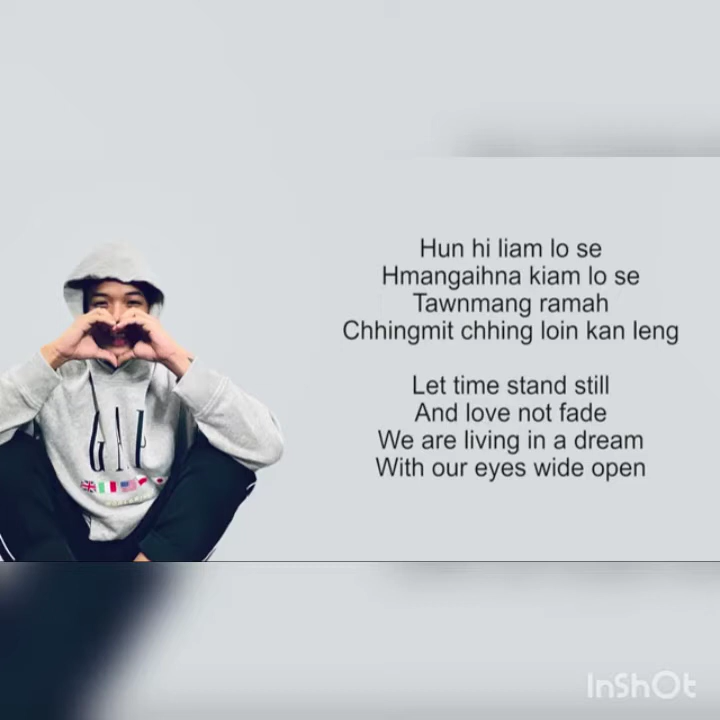 Hun hi liam lo se
Hmangaihna kiam lo se
Tawnmang ramah
Chhingmit chhing loin kan leng
Let time stand still
And love not fade
We are living in a dream
With our eyes wide open
GAP
InShOt